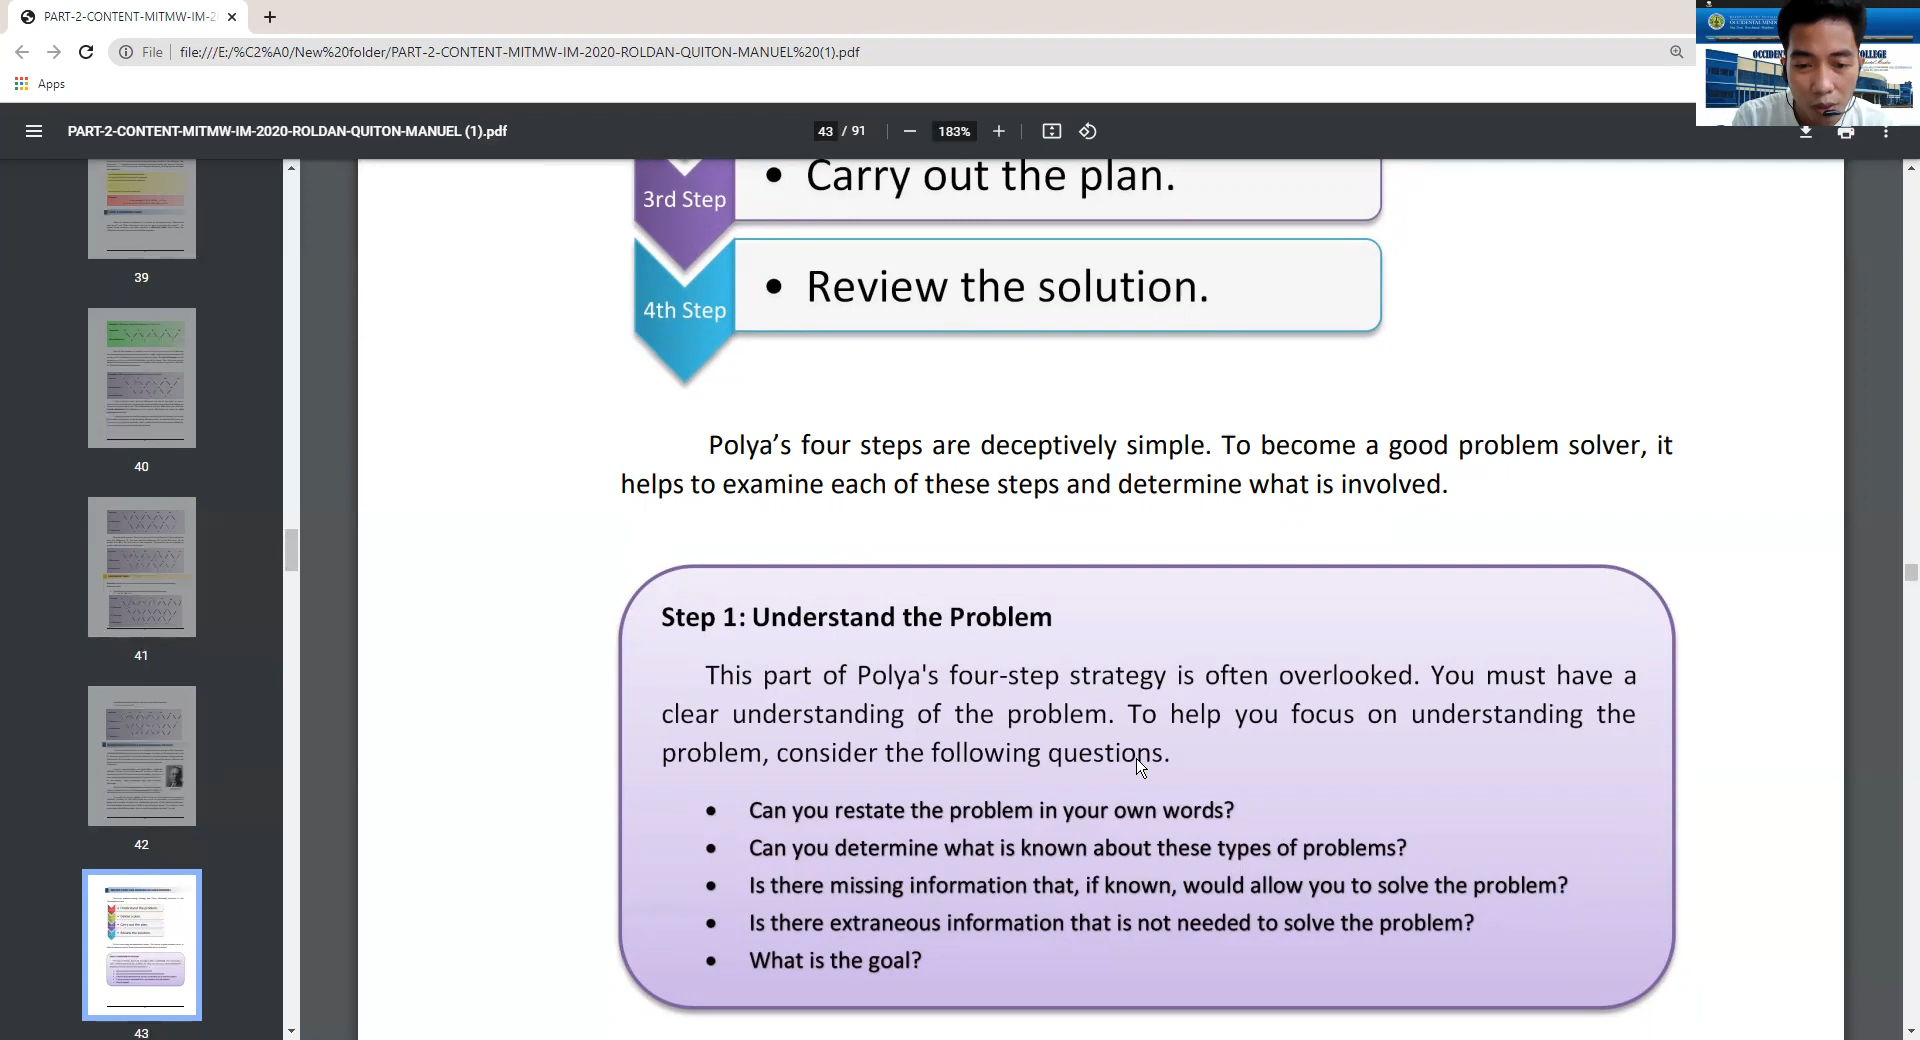 PART-2-CONTENT-MITMW-IM-2
File
file:///E:/%C2%A0/New%20folder/PART-2-CONTENT-MITMW-IM-2020-ROLDAN-QUITON-MANUEL%20(1).pdf
Apps
PART-2-CONTENT-MITMW-IM-2020-ROLDAN-QUITON-MANUEL (1).pdf
43 / 91
183%
39
40
41
42
43
3rd Step
• Carry out the plan.
4th Step
• Review the solution.
Polya’s four steps are deceptively simple. To become a good problem solver, it
helps to examine each of these steps and determine what is involved.
Step 1: Understand the Problem
This part of Polya's four-step strategy is often overlooked. You must have a
clear understanding of the problem. To help you focus on understanding the
problem, consider the following questions.
• Can you restate the problem in your own words?
• Can you determine what is known about these types of problems?
• Is there missing information that, if known, would allow you to solve the problem?
• Is there extraneous information that is not needed to solve the problem?
• What is the goal?